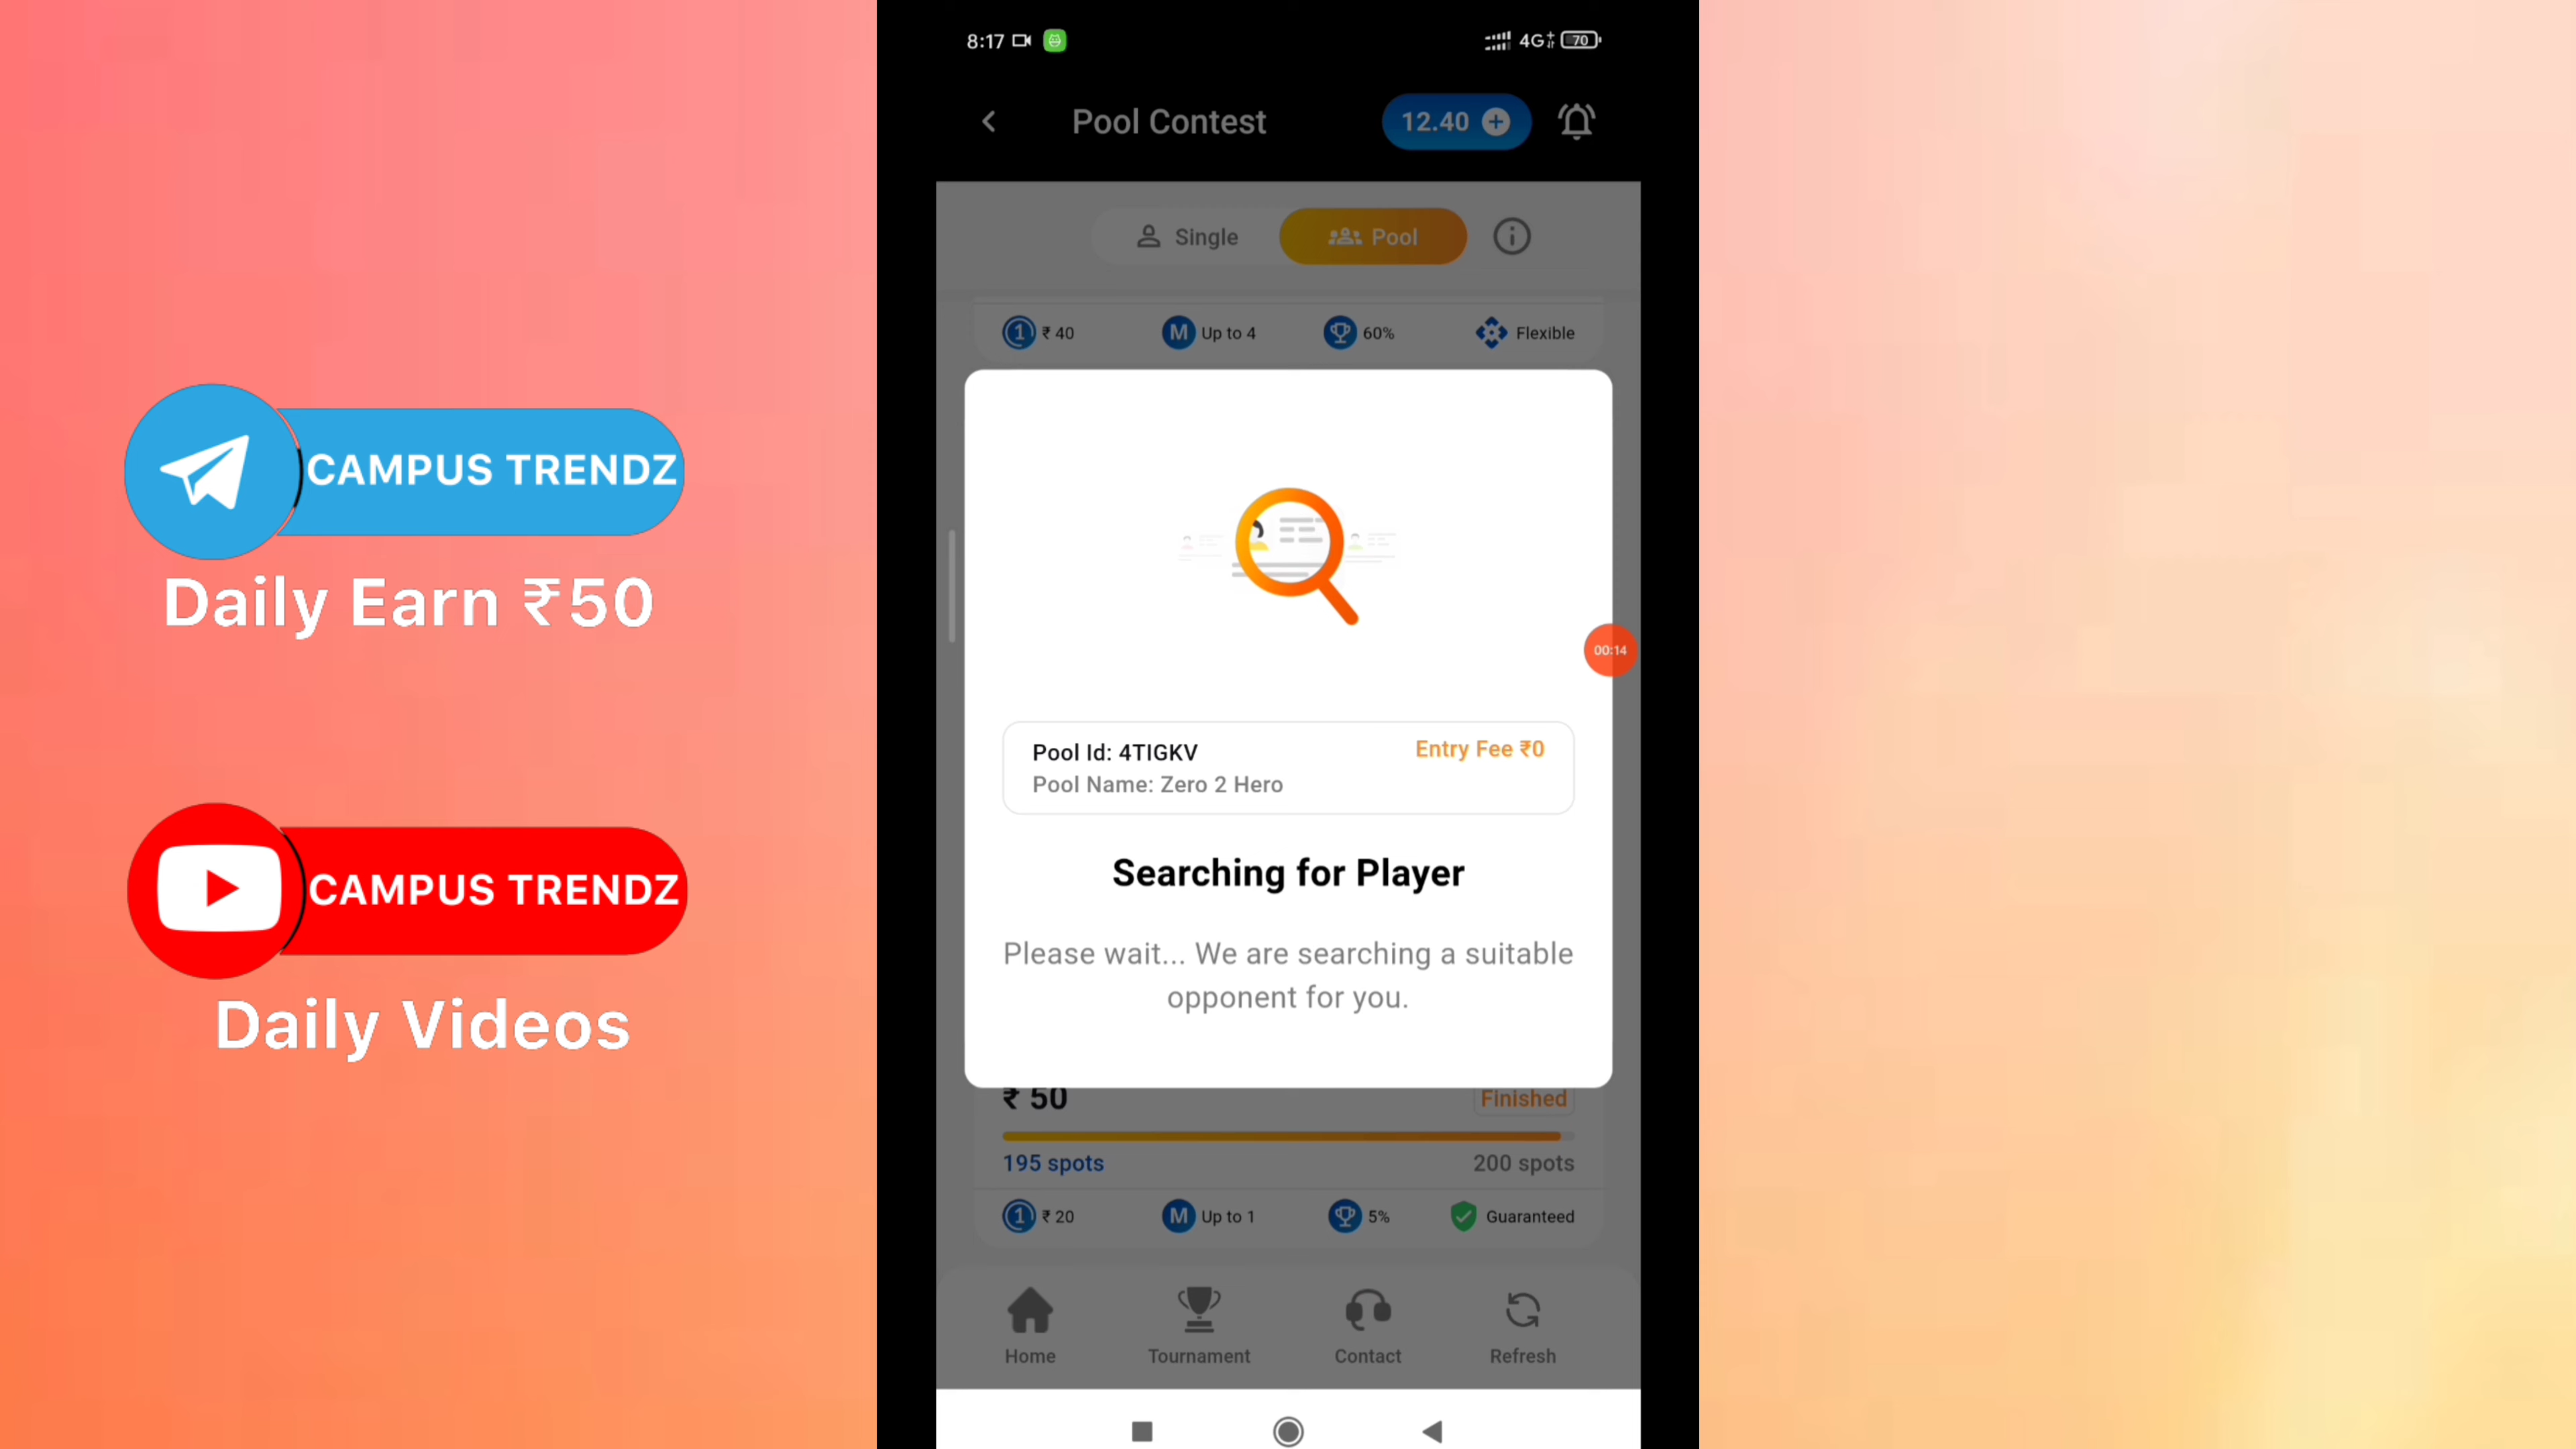 CAMPUS TRENDZ
Daily Earn ₹50
CAMPUS TRENDZ
Daily Videos
8:17
4G+ 70
Pool Contest
12.40
Single
Pool
1 ₹ 40
M Up to 4
60%
Flexible
00:14
Pool Id: 4TIGKV
Entry Fee ₹0
Pool Name: Zero 2 Hero
Searching for Player
Please wait... We are searching a suitable
opponent for you.
₹ 50
Finished
195 spots
200 spots
1 ₹ 20
M Up to 1
5%
Guaranteed
Home
Tournament
Contact
Refresh